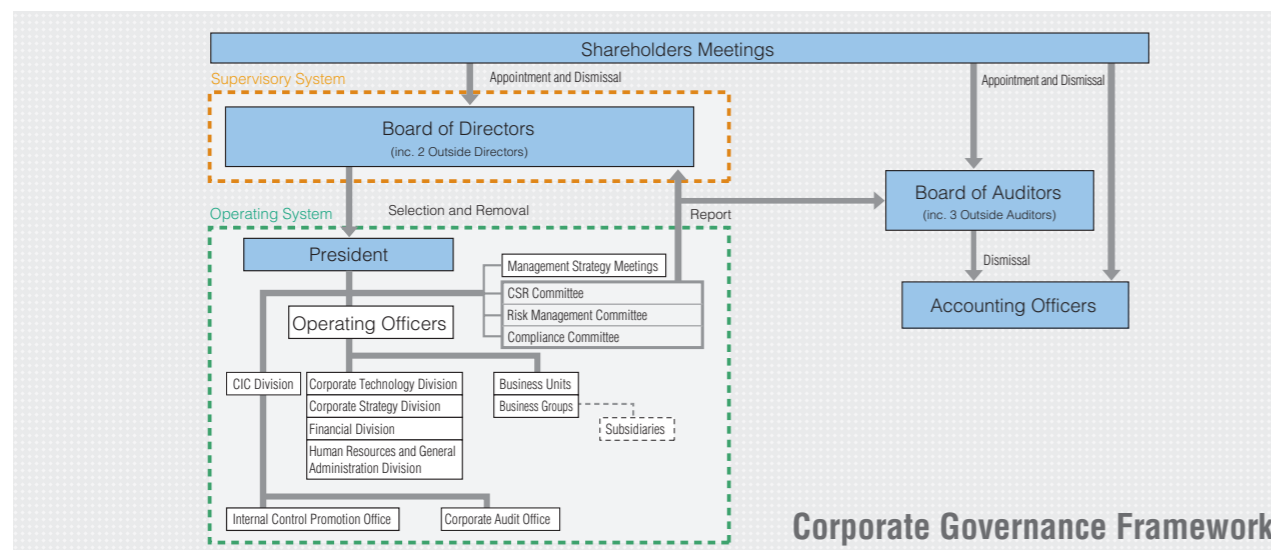 Shareholders Meetings
Supervisory System
Appointment and Dismissal
Appointment and Dismissal
Board of Directors
(inc. 2 Outside Directors)
Board of Auditors
(inc. 3 Outside Auditors)
Operating System
Selection and Removal
Report
President
Dismissal
Management Strategy Meetings
CSR Committee
Risk Management Committee
Compliance Committee
Accounting Officers
Operating Officers
CIC Division
Corporate Technology Division
Corporate Strategy Division
Financial Division
Human Resources and General
Administration Division
Business Units
Business Groups
Subsidiaries
Internal Control Promotion Office
Corporate Audit Office
Corporate Governance Framework